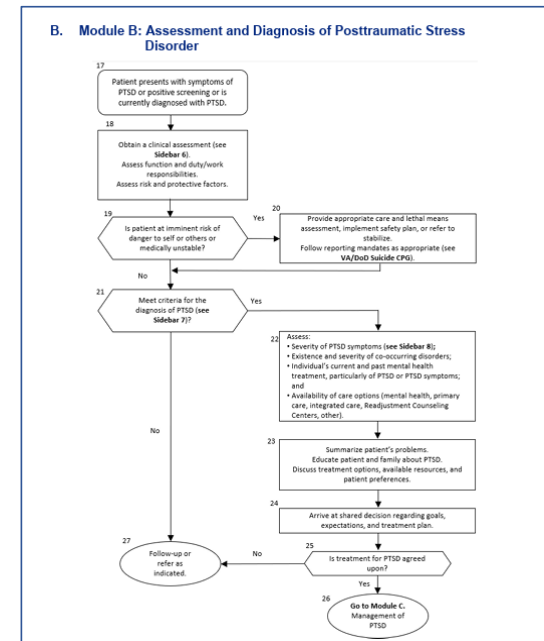 B. Module B: Assessment and Diagnosis of Posttraumatic Stress
Disorder
17
Patient presents with symptoms of
PTSD or positive screening or is
currently diagnosed with PTSD.
18
Obtain a clinical assessment (see
Sidebar 6).
Assess function and duty/work
responsibilities.
Assess risk and protective factors.
19
Is patient at imminent risk of
danger to self or others or
medically unstable?
Yes
20
Provide appropriate care and lethal means
assessment, implement safety plan, or refer to
stabilize.
Follow reporting mandates as appropriate (see
VA/DoD Suicide CPG).
No
21
Meet criteria for the
diagnosis of PTSD (see
Sidebar 7)?
Yes
22
Assess:
• Severity of PTSD symptoms (see Sidebar 8);
• Existence and severity of co-occurring disorders;
• Individual's current and past mental health
treatment, particularly of PTSD or PTSD symptoms;
and
• Availability of care options (mental health, primary
care, integrated care, Readjustment Counseling
Centers, other).
No
23
Summarize patient's problems.
Educate patient and family about PTSD.
Discuss treatment options, available resources, and
patient preferences.
24
Arrive at shared decision regarding goals,
expectations, and treatment plan.
25
Is treatment for PTSD agreed
upon?
No
27
Follow-up or
refer as
indicated.
Yes
26
Go to Module C.
Management of
PTSD